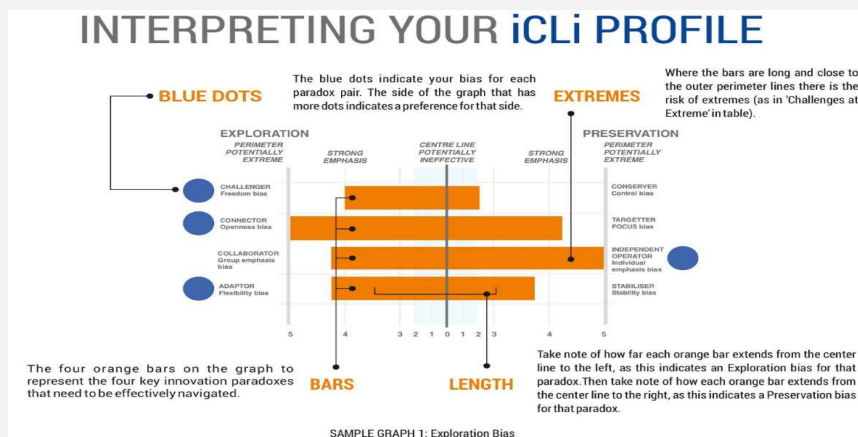 INTERPRETING YOUR iCLi PROFILE
BLUE DOTS
The blue dots indicate your bias for each
paradox pair. The side of the graph that has
more dots indicates a preference for that side.
EXTREMES
Where the bars are long and close to
the outer perimeter lines there is the
risk of extremes (as in 'Challenges at
Extreme'in table).
EXPLORATION
PRESERVATION
PERIMETER
POTENTIALLY
EXTREME
STRONG
EMPHASIS
CENTRE LINE
POTENTIALLY
INEFFECTIVE
STRONG
EMPHASIS
PERIMETER
POTENTIALLY
EXTREME
CHALLENGER
Freedom bias
CONSERVER
Control bias
CONNECTOR
Openness bias
TARGETTER
FOCUS bias
COLLABORATOR
Group emphasis
bias
INDEPENDENT
OPERATOR
Individual
emphasis bias
ADAPTOR
Flexibility bias
STABILISER
Stability bias
5 4 3 2 1 0 1 2 3 4 5
The four orange bars on the graph to
represent the four key innovation paradoxes
that need to be effectively navigated.
BARS
LENGTH
Take note of how far each orange bar extends from the center
line to the left, as this indicates an Exploration bias for that
paradox.Then take note of how each orange bar extends from
the center line to the right, as this indicates a Preservation bias
for that paradox.
SAMPLE GRAPH 1: Exploration Bias